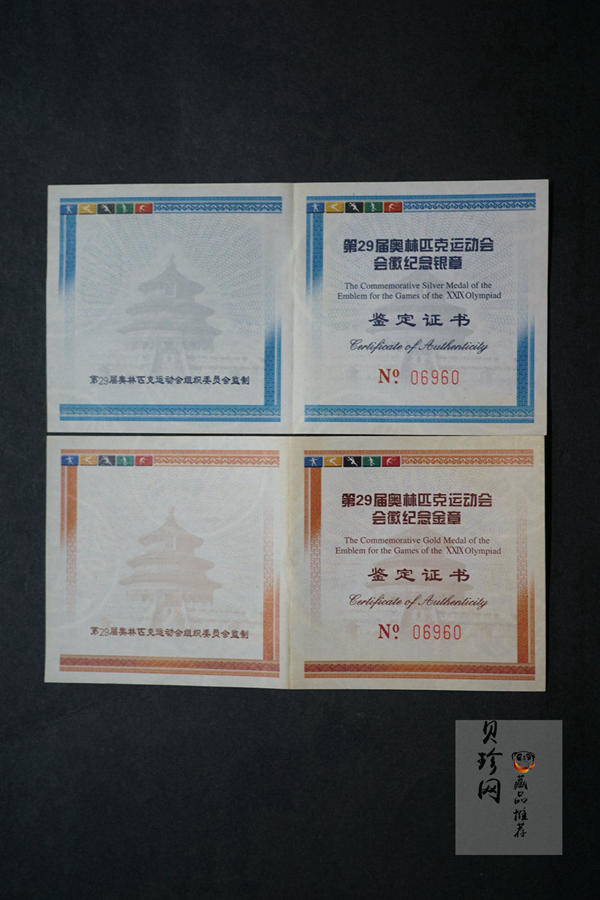 第29届奥林匹克运动会
会徽纪念银章
The Commemorative Silver Medal of the
Emblem for the Games of the XXIX Olympiad
鉴定证书
Certificate of Authenticity
第29届奥林匹克运动会组织委员会监制
Nº 06960
第29届奥林匹克运动会
会徽纪念金章
The Commemorative Gold Medal of the
Emblem for the Games of the XXIX Olympiad
鉴定证书
Certificate of Authenticity
第29届奥林匹克运动会组织委员会监制
Nº 06960
贝珍网
藏品推荐